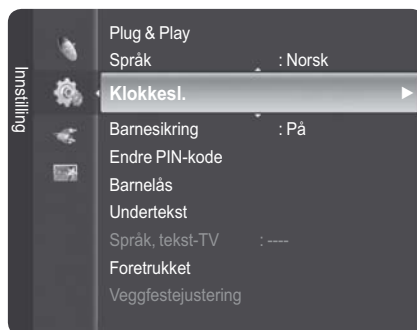 Innstilling
Plug & Play
Språk : Norsk
Klokkesl.
Barnesikring : På
Endre PIN-kode
Barnelås
Undertekst
Språk, tekst-TV : ----
Foretrukket
Veggfestejustering